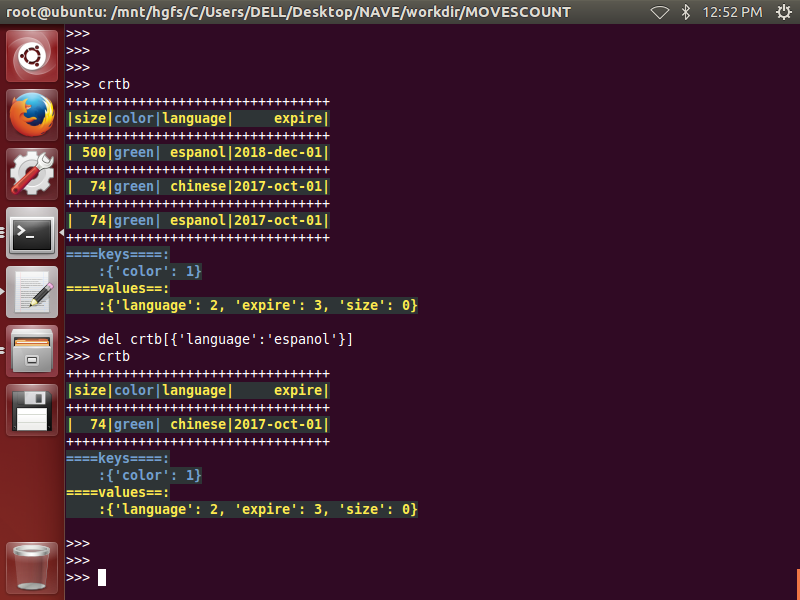 root@ubuntu: /mnt/hgfs/C/Users/DELL/Desktop/NAVE/workdir/MOVESCOUNT 12:52 PM
>>>
>>>
>>>
>>> crtb
+++++++++++++++++++++++++++++++++
|size|color|language|     expire|
+++++++++++++++++++++++++++++++++
| 500|green| espanol|2018-dec-01|
+++++++++++++++++++++++++++++++++
|  74|green| chinese|2017-oct-01|
+++++++++++++++++++++++++++++++++
|  74|green| espanol|2017-oct-01|
+++++++++++++++++++++++++++++++++
====keys====:
    :{'color': 1}
====values==:
    :{'language': 2, 'expire': 3, 'size': 0}
>>> del crtb[{'language':'espanol'}]
>>> crtb
+++++++++++++++++++++++++++++++++
|size|color|language|     expire|
+++++++++++++++++++++++++++++++++
|  74|green| chinese|2017-oct-01|
+++++++++++++++++++++++++++++++++
====keys====:
    :{'color': 1}
====values==:
    :{'language': 2, 'expire': 3, 'size': 0}
>>>
>>>
>>>